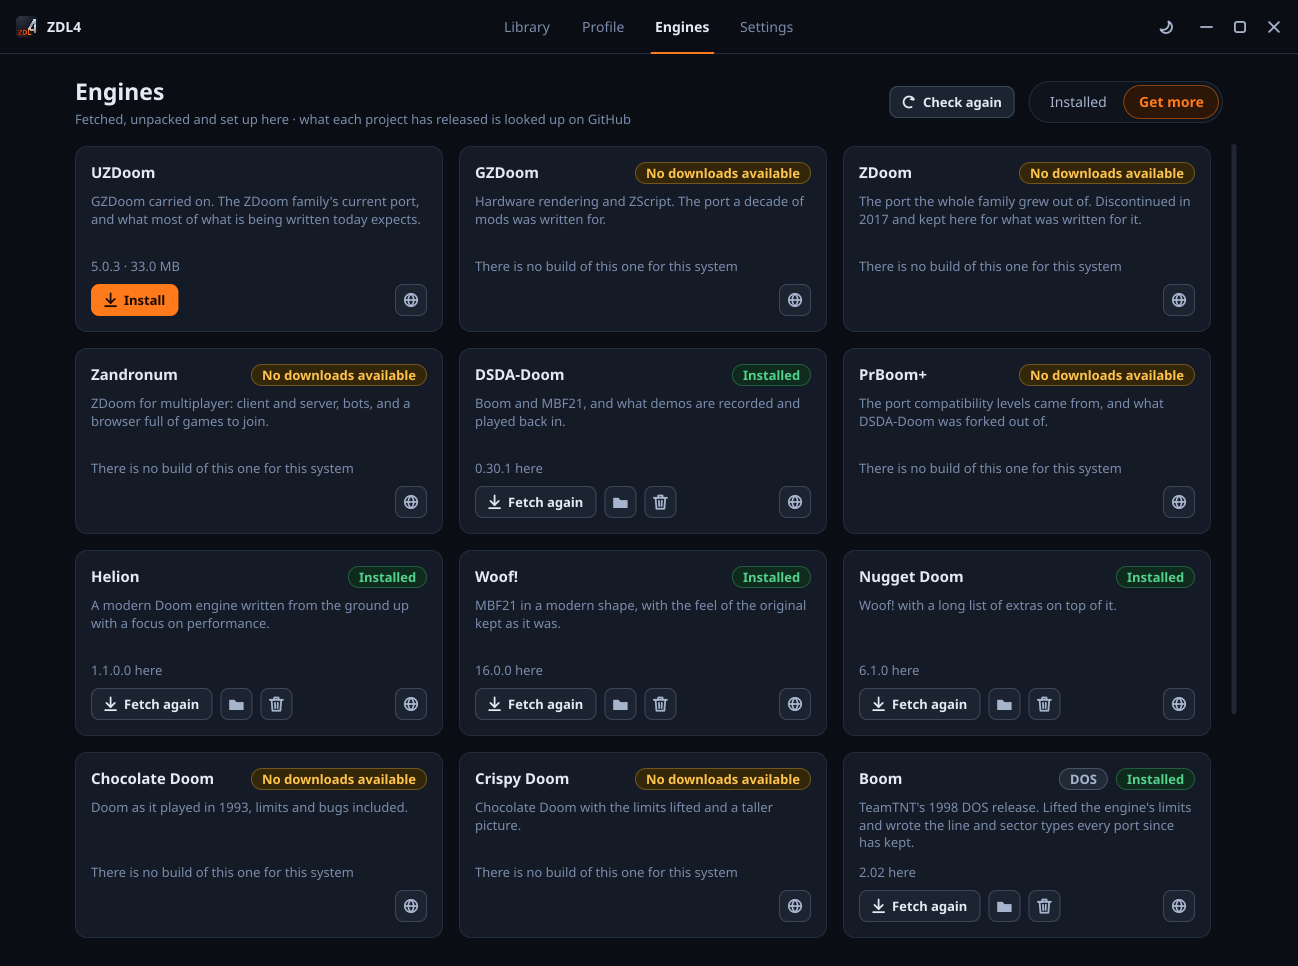 ZDL4
Library
Profile
Engines
Settings
Engines
Fetched, unpacked and set up here · what each project has released is looked up on GitHub
Check again
Installed
Get more
UZDoom
GZDoom carried on. The ZDoom family's current port,
and what most of what is being written today expects.
5.0.3 · 33.0 MB
Install
GZDoom
No downloads available
Hardware rendering and ZScript. The port a decade of
mods was written for.
There is no build of this one for this system
ZDoom
No downloads available
The port the whole family grew out of. Discontinued in
2017 and kept here for what was written for it.
There is no build of this one for this system
Zandronum
No downloads available
ZDoom for multiplayer: client and server, bots, and a
browser full of games to join.
There is no build of this one for this system
DSDA-Doom
Installed
Boom and MBF21, and what demos are recorded and
played back in.
0.30.1 here
Fetch again
PrBoom+
No downloads available
The port compatibility levels came from, and what
DSDA-Doom was forked out of.
There is no build of this one for this system
Helion
Installed
A modern Doom engine written from the ground up
with a focus on performance.
1.1.0.0 here
Fetch again
Woof!
Installed
MBF21 in a modern shape, with the feel of the original
kept as it was.
16.0.0 here
Fetch again
Nugget Doom
Installed
Woof! with a long list of extras on top of it.
6.1.0 here
Fetch again
Chocolate Doom
No downloads available
Doom as it played in 1993, limits and bugs included.
There is no build of this one for this system
Crispy Doom
No downloads available
Chocolate Doom with the limits lifted and a taller
picture.
There is no build of this one for this system
Boom
DOS
Installed
TeamTNT's 1998 DOS release. Lifted the engine's limits
and wrote the line and sector types every port since
has kept.
2.02 here
Fetch again